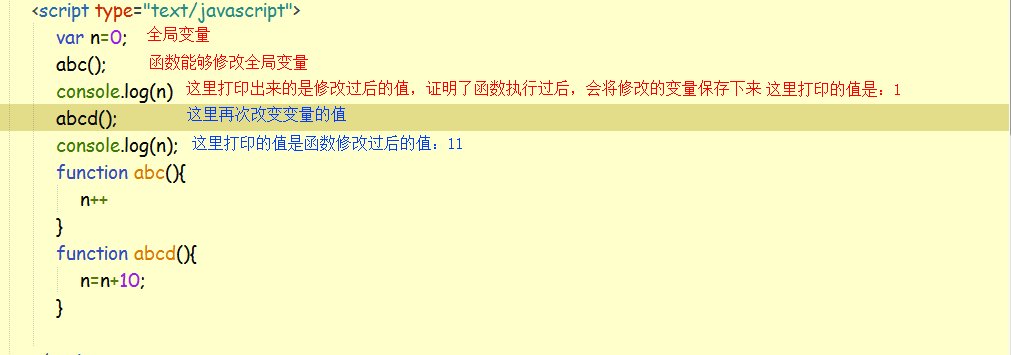 <script type="text/javascript">
var n=0; 全局变量
abc(); 函数能够修改全局变量
console.log(n) 这里打印出来的是修改过后的值，证明了函数执行过后，会将修改的变量保存下来 这里打印的值是：1
abcd(); 这里再次改变变量的值
console.log(n); 这里打印的值是函数修改过后的值：11
function abc(){
n++
}
function abcd(){
n=n+10;
}